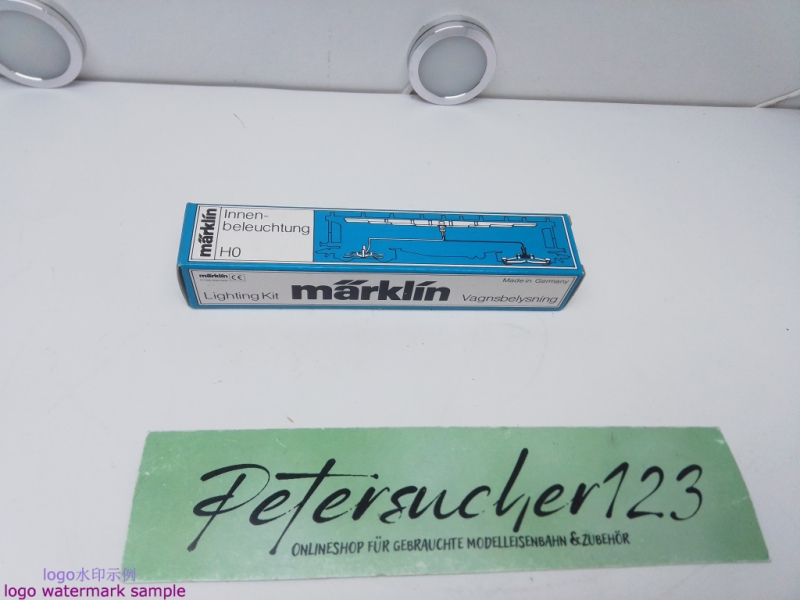 märklin
Innen-
beleuchtung
H0
märklin CE
Lighting Kit
märklin
Made in Germany
Vagnsbelysning
Petersucher123
ONLINESHOP FÜR GEBRAUCHTE MODELLEISENBAHN & ZUBEHÖR
logo水印示例
logo watermark sample